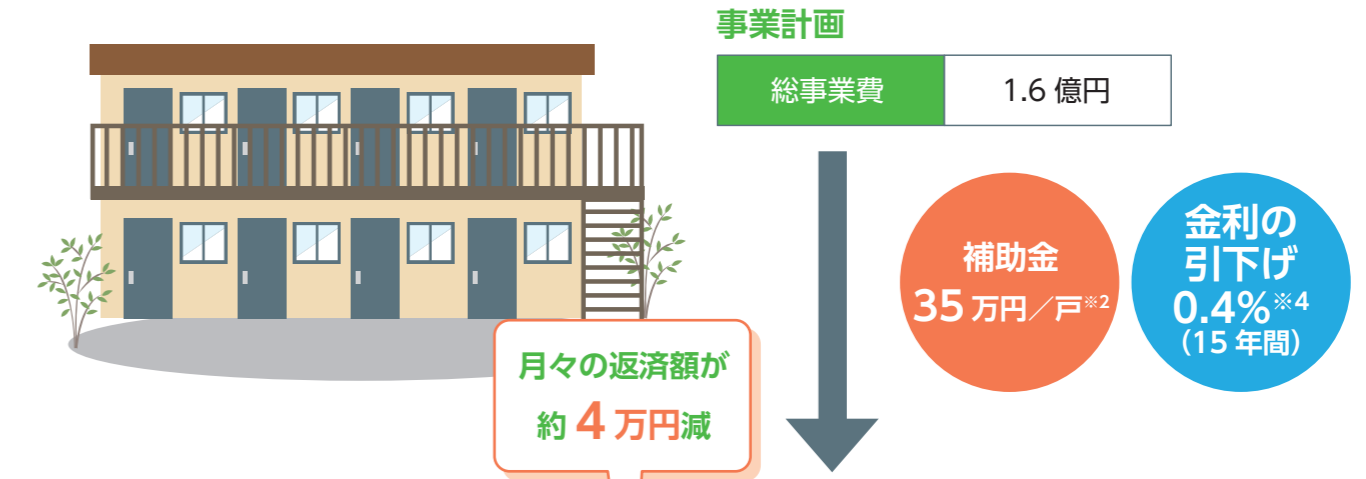 事業計画
総事業費
1.6 億円
補助金
35 万円／戸※2
金利の
引下げ
0.4%※4
（15 年間）
月々の返済額が
約 4 万円減